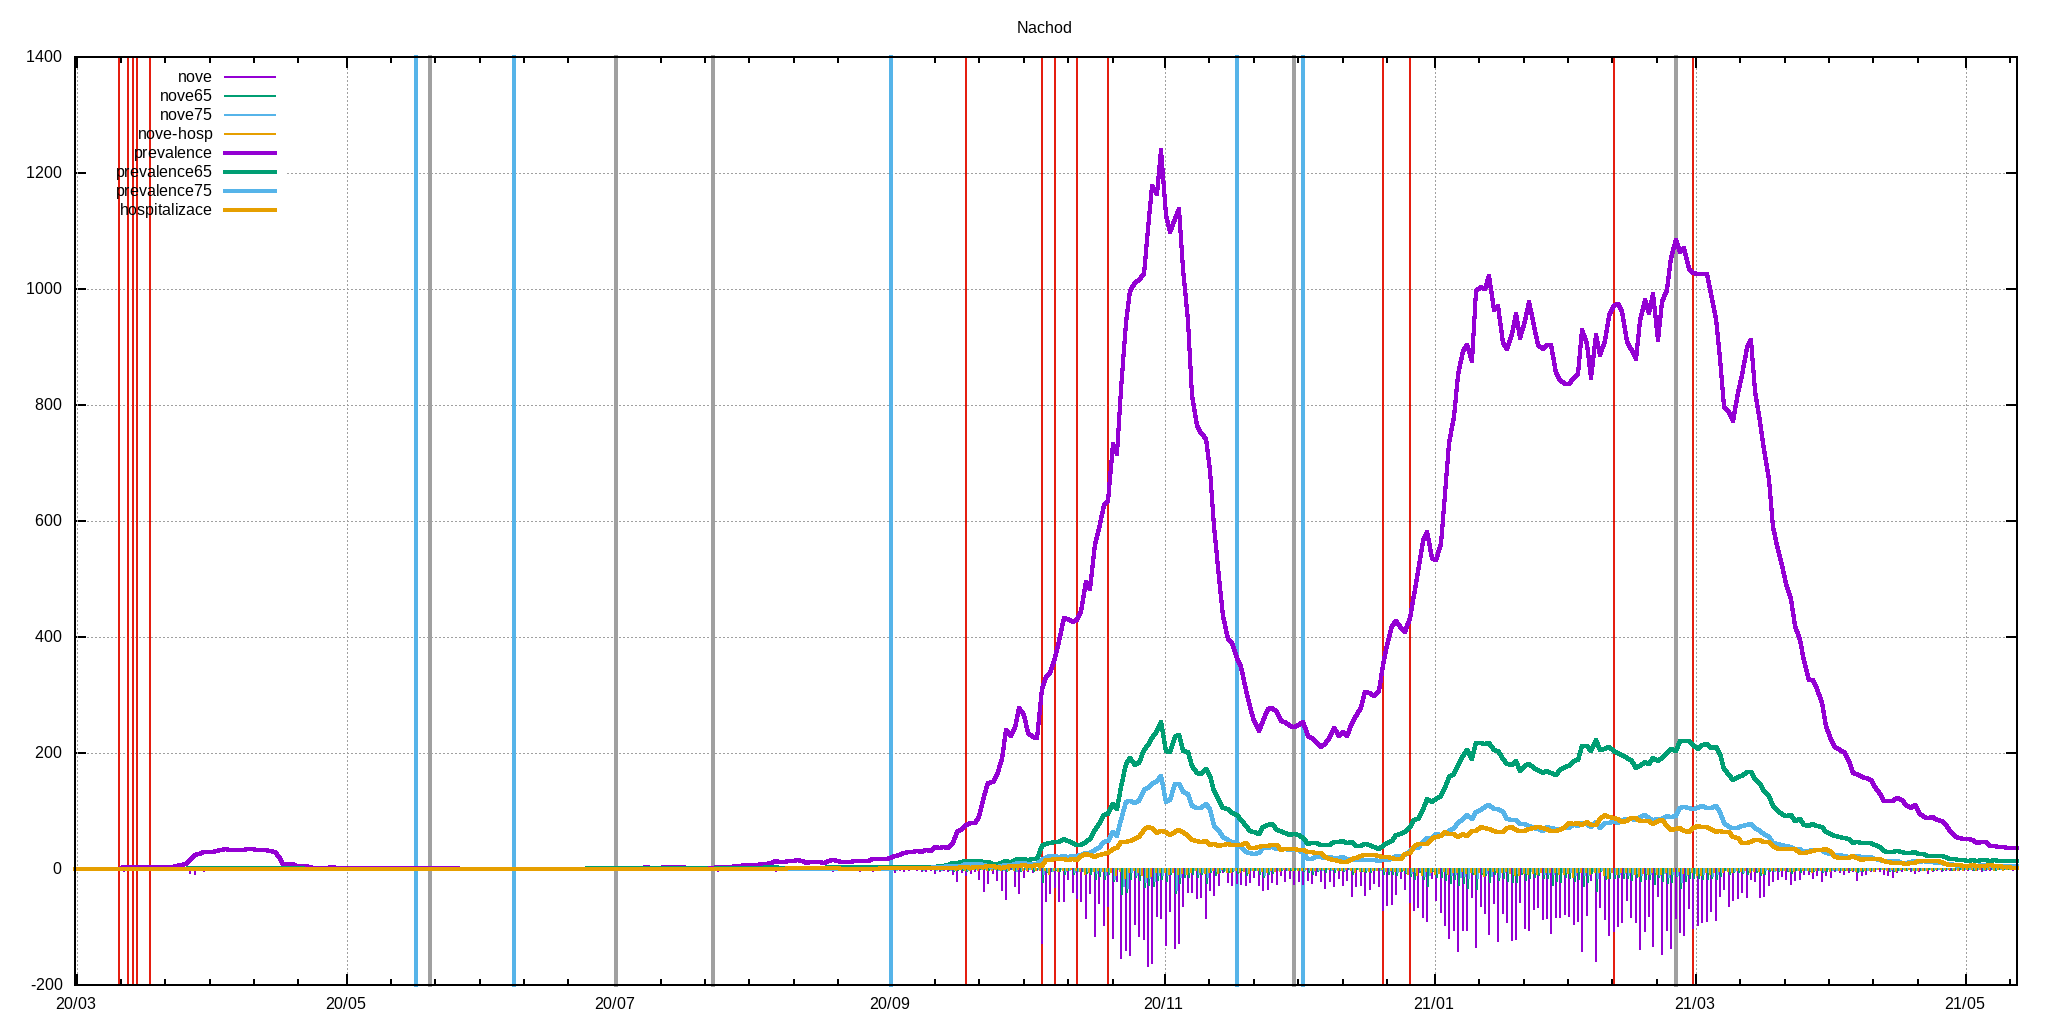 Nachod
1400
1200
1000
800
600
400
200
0
-200
nove
nove65
nove75
nove-hosp
prevalence
prevalence65
prevalence75
hospitalizace
20/03 20/05 20/07 20/09 20/11 21/01 21/03 21/05